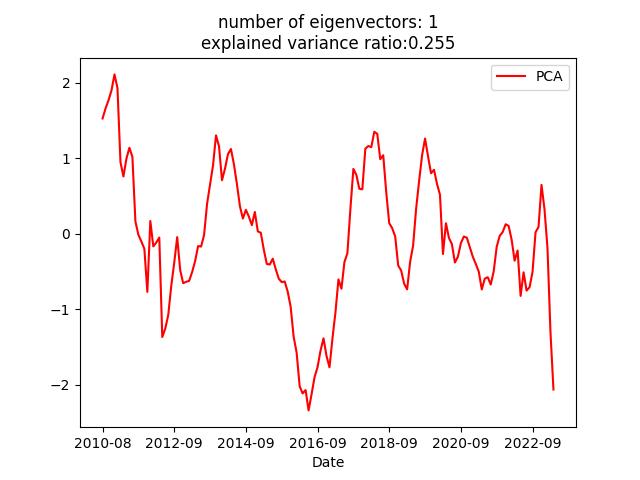 number of eigenvectors: 1
explained variance ratio:0.255
PCA
2
1
0
−1
−2
2010-08 2012-09 2014-09 2016-09 2018-09 2020-09 2022-09
Date